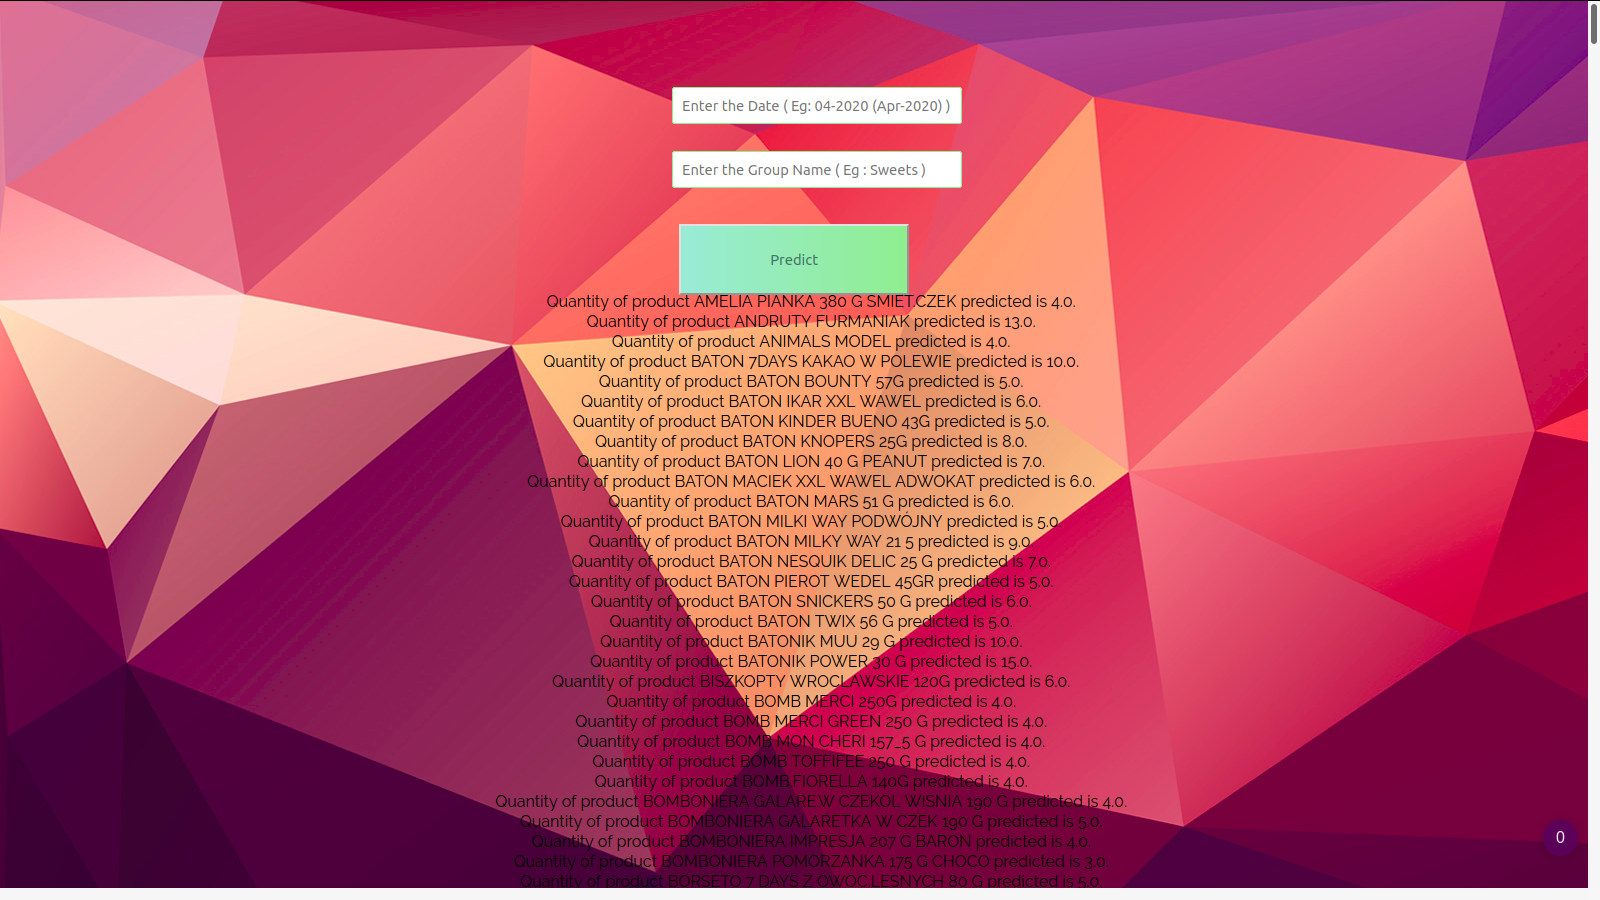 Enter the Date ( Eg: 04-2020 (Apr-2020) )
Enter the Group Name ( Eg : Sweets )
Predict
Quantity of product AMELIA PIANKA 380 G SMIET.CZEK predicted is 4.0.
Quantity of product ANDRUTY FURMANIAK predicted is 13.0.
Quantity of product ANIMALS MODEL predicted is 4.0.
Quantity of product BATON 7DAYS KAKAO W POLEWIE predicted is 10.0.
Quantity of product BATON BOUNTY 57G predicted is 5.0.
Quantity of product BATON IKAR XXL WAWEL predicted is 6.0.
Quantity of product BATON KINDER BUENO 43G predicted is 5.0.
Quantity of product BATON KNOPERS 25G predicted is 8.0.
Quantity of product BATON LION 40 G PEANUT predicted is 7.0.
Quantity of product BATON MACIEK XXL WAWEL ADWOKAT predicted is 6.0.
Quantity of product BATON MARS 51 G predicted is 6.0.
Quantity of product BATON MILKI WAY PODWÓJNY predicted is 5.0.
Quantity of product BATON MILKY WAY 21 5 predicted is 9.0.
Quantity of product BATON NESQUIK DELIC 25 G predicted is 7.0.
Quantity of product BATON PIEROT WEDEL 45GR predicted is 5.0.
Quantity of product BATON SNICKERS 50 G predicted is 6.0.
Quantity of product BATON TWIX 56 G predicted is 5.0.
Quantity of product BATONIK MUU 29 G predicted is 10.0.
Quantity of product BATONIK POWER 30 G predicted is 15.0.
Quantity of product BISZKOPTY WROCLAWSKIE 120G predicted is 6.0.
Quantity of product BOMB MERCI 250G predicted is 4.0.
Quantity of product BOMB MERCI GREEN 250 G predicted is 4.0.
Quantity of product BOMB MON CHERI 157_5 G predicted is 4.0.
Quantity of product BOMB TOFFIFEE 250 G predicted is 4.0.
Quantity of product BOMB.FIORELLA 140G predicted is 4.0.
Quantity of product BOMBONIERA GALARE.W CZEKOL WISNIA 190 G predicted is 4.0.
Quantity of product BOMBONIERA GALARETKA W CZEK 190 G predicted is 5.0.
Quantity of product BOMBONIERA IMPRESJA 207 G BARON predicted is 4.0.
Quantity of product BOMBONIERA POMORZANKA 175 G CHOCO predicted is 3.0.
Quantity of product BORSETO 7 DAYS Z OWOC.LESNYCH 80 G predicted is 5.0.
0